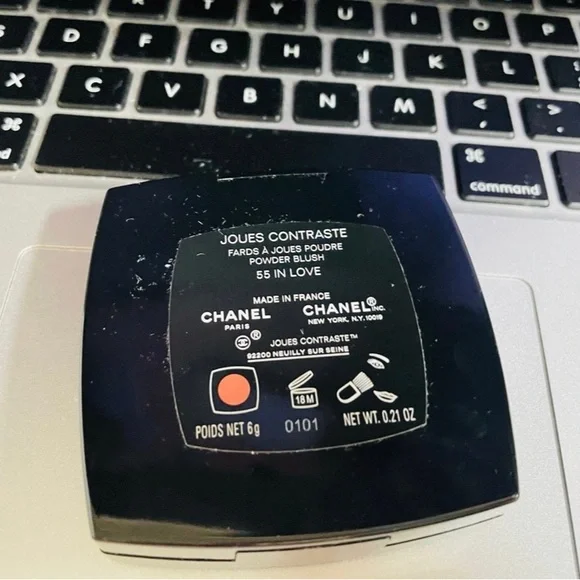 S D F G H J K L : ;
X C V B N M < , > .
⌘
⌘
command
JOUES CONTRASTE
FARDS À JOUES POUDRE
POWDER BLUSH
55 IN LOVE
MADE IN FRANCE
CHANEL CHANEL® INC.
PARIS NEW YORK, N.Y. 10019
®
JOUES CONTRASTE™
92200 NEUILLY SUR SEINE
18M
POIDS NET 6g 0101 NET WT. 0.21 OZ